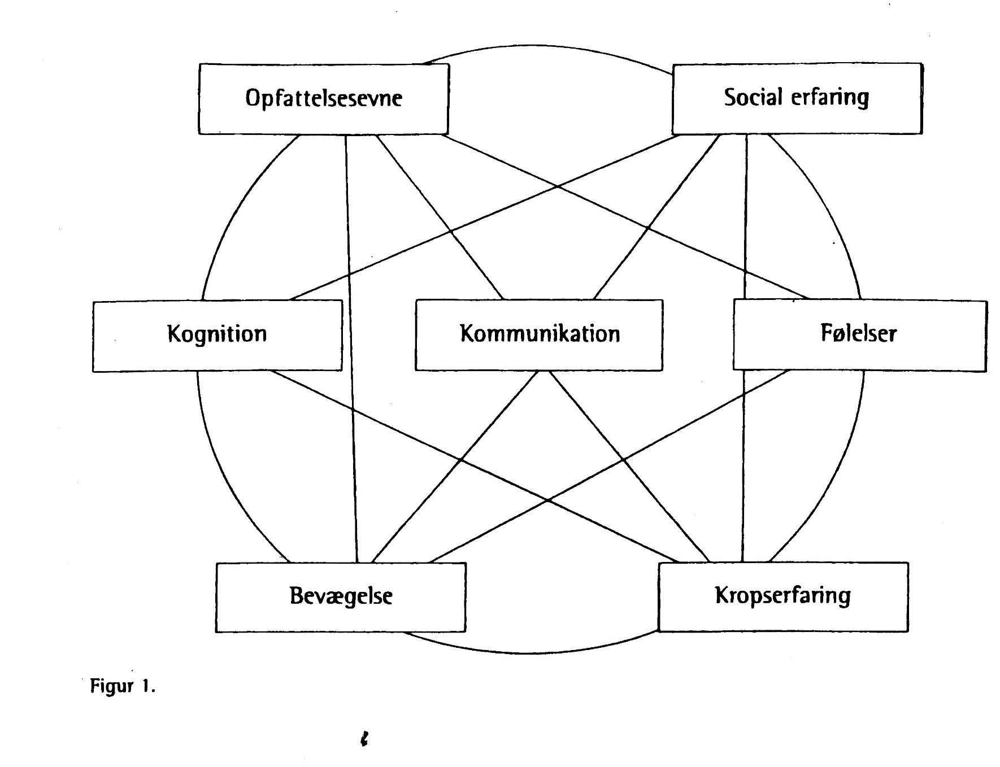 Opfattelsesevne
Social erfaring
Kognition
Kommunikation
Følelser
Bevægelse
Kropserfaring
Figur 1.